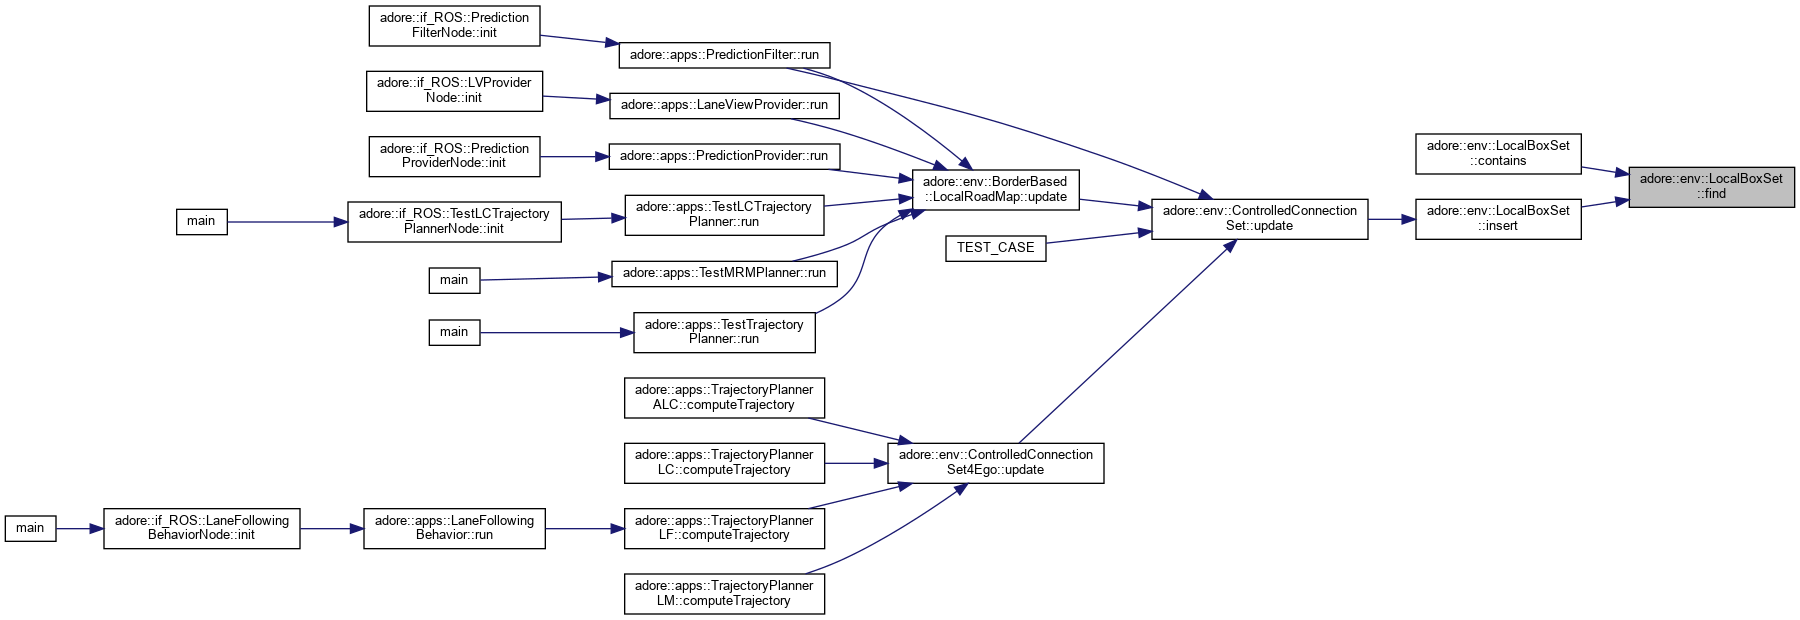 adore::if_ROS::Prediction
FilterNode::init
adore::apps::PredictionFilter::run
adore::if_ROS::LVProvider
Node::init
adore::apps::LaneViewProvider::run
adore::if_ROS::Prediction
ProviderNode::init
adore::apps::PredictionProvider::run
main
adore::if_ROS::TestLCTrajectory
PlannerNode::init
adore::apps::TestLCTrajectory
Planner::run
main
adore::apps::TestMRMPlanner::run
main
adore::apps::TestTrajectory
Planner::run
adore::env::BorderBased
::LocalRoadMap::update
TEST_CASE
adore::env::ControlledConnection
Set::update
adore::env::LocalBoxSet
::contains
adore::env::LocalBoxSet
::insert
adore::env::LocalBoxSet
::find
adore::apps::TrajectoryPlanner
ALC::computeTrajectory
adore::apps::TrajectoryPlanner
LC::computeTrajectory
adore::env::ControlledConnection
Set4Ego::update
main
adore::if_ROS::LaneFollowing
BehaviorNode::init
adore::apps::LaneFollowing
Behavior::run
adore::apps::TrajectoryPlanner
LF::computeTrajectory
adore::apps::TrajectoryPlanner
LM::computeTrajectory